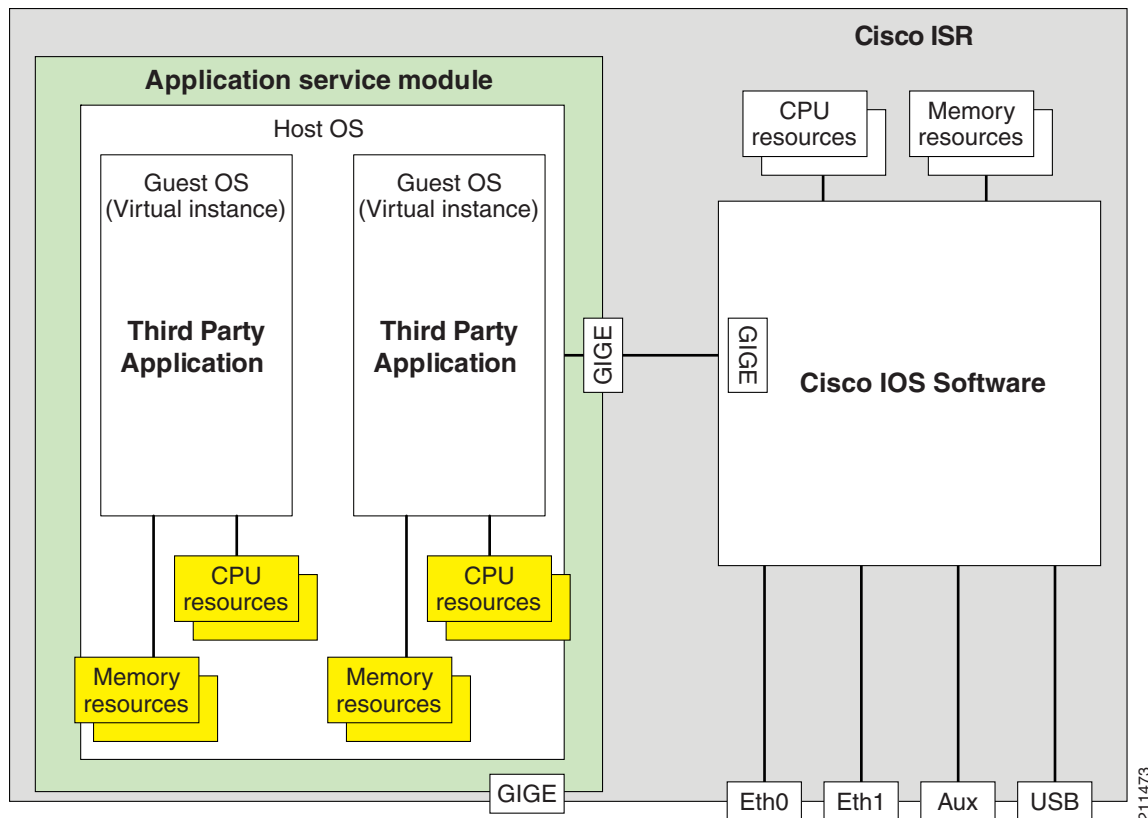 Cisco ISR
Application service module
Host OS
Guest OS
(Virtual instance)
Third Party
Application
CPU
resources
Memory
resources
Guest OS
(Virtual instance)
Third Party
Application
CPU
resources
Memory
resources
GIGE
GIGE
GIGE
CPU
resources
Memory
resources
Cisco IOS Software
Eth0
Eth1
Aux
USB
211473